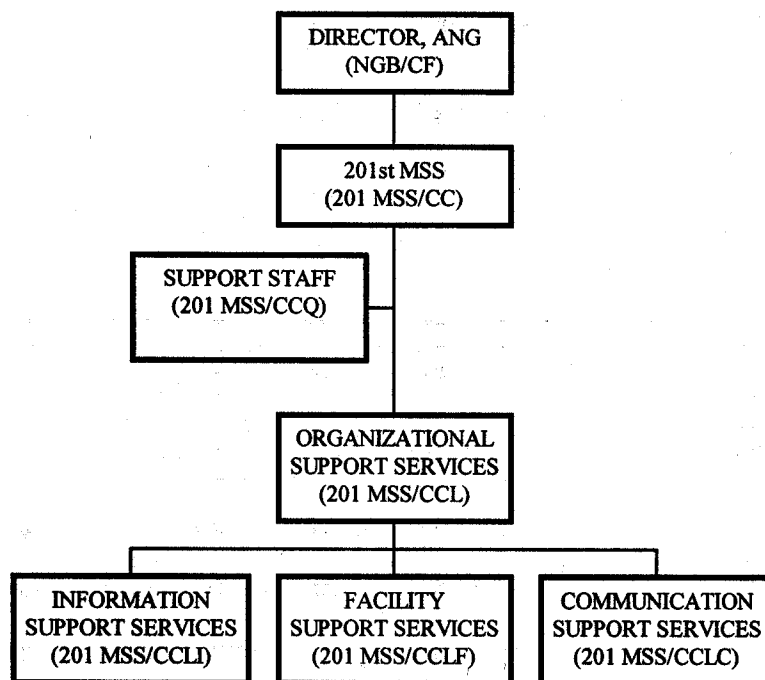 DIRECTOR, ANG
(NGB/CF)
201st MSS
(201 MSS/CC)
SUPPORT STAFF
(201 MSS/CCQ)
ORGANIZATIONAL
SUPPORT SERVICES
(201 MSS/CCL)
INFORMATION
SUPPORT SERVICES
(201 MSS/CCLI)
FACILITY
SUPPORT SERVICES
(201 MSS/CCLF)
COMMUNICATION
SUPPORT SERVICES
(201 MSS/CCLC)